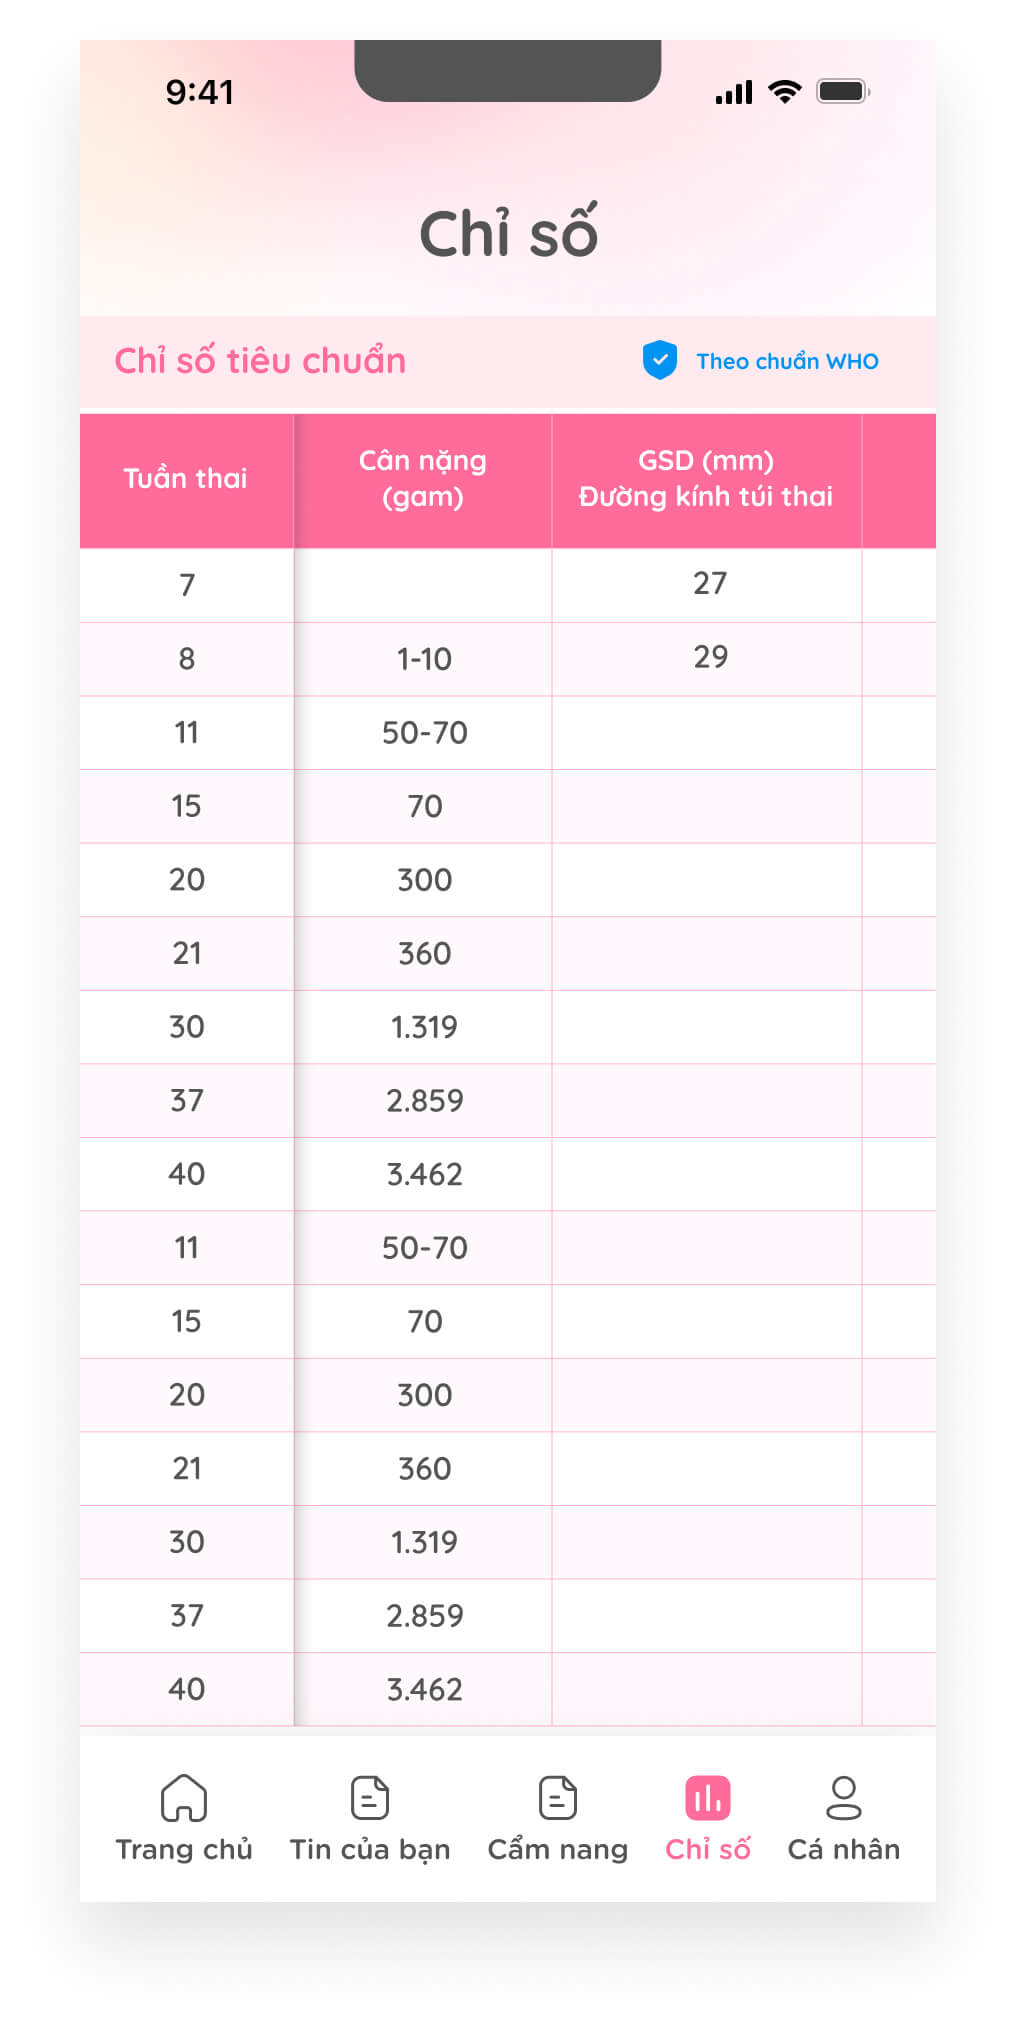 9:41
Chỉ số
Chỉ số tiêu chuẩn
Theo chuẩn WHO
Tuần thai
Cân nặng
(gam)
GSD (mm)
Đường kính túi thai
7 27
8 1-10 29
11 50-70
15 70
20 300
21 360
30 1.319
37 2.859
40 3.462
11 50-70
15 70
20 300
21 360
30 1.319
37 2.859
40 3.462
Trang chủ Tin của bạn Cẩm nang Chỉ số Cá nhân